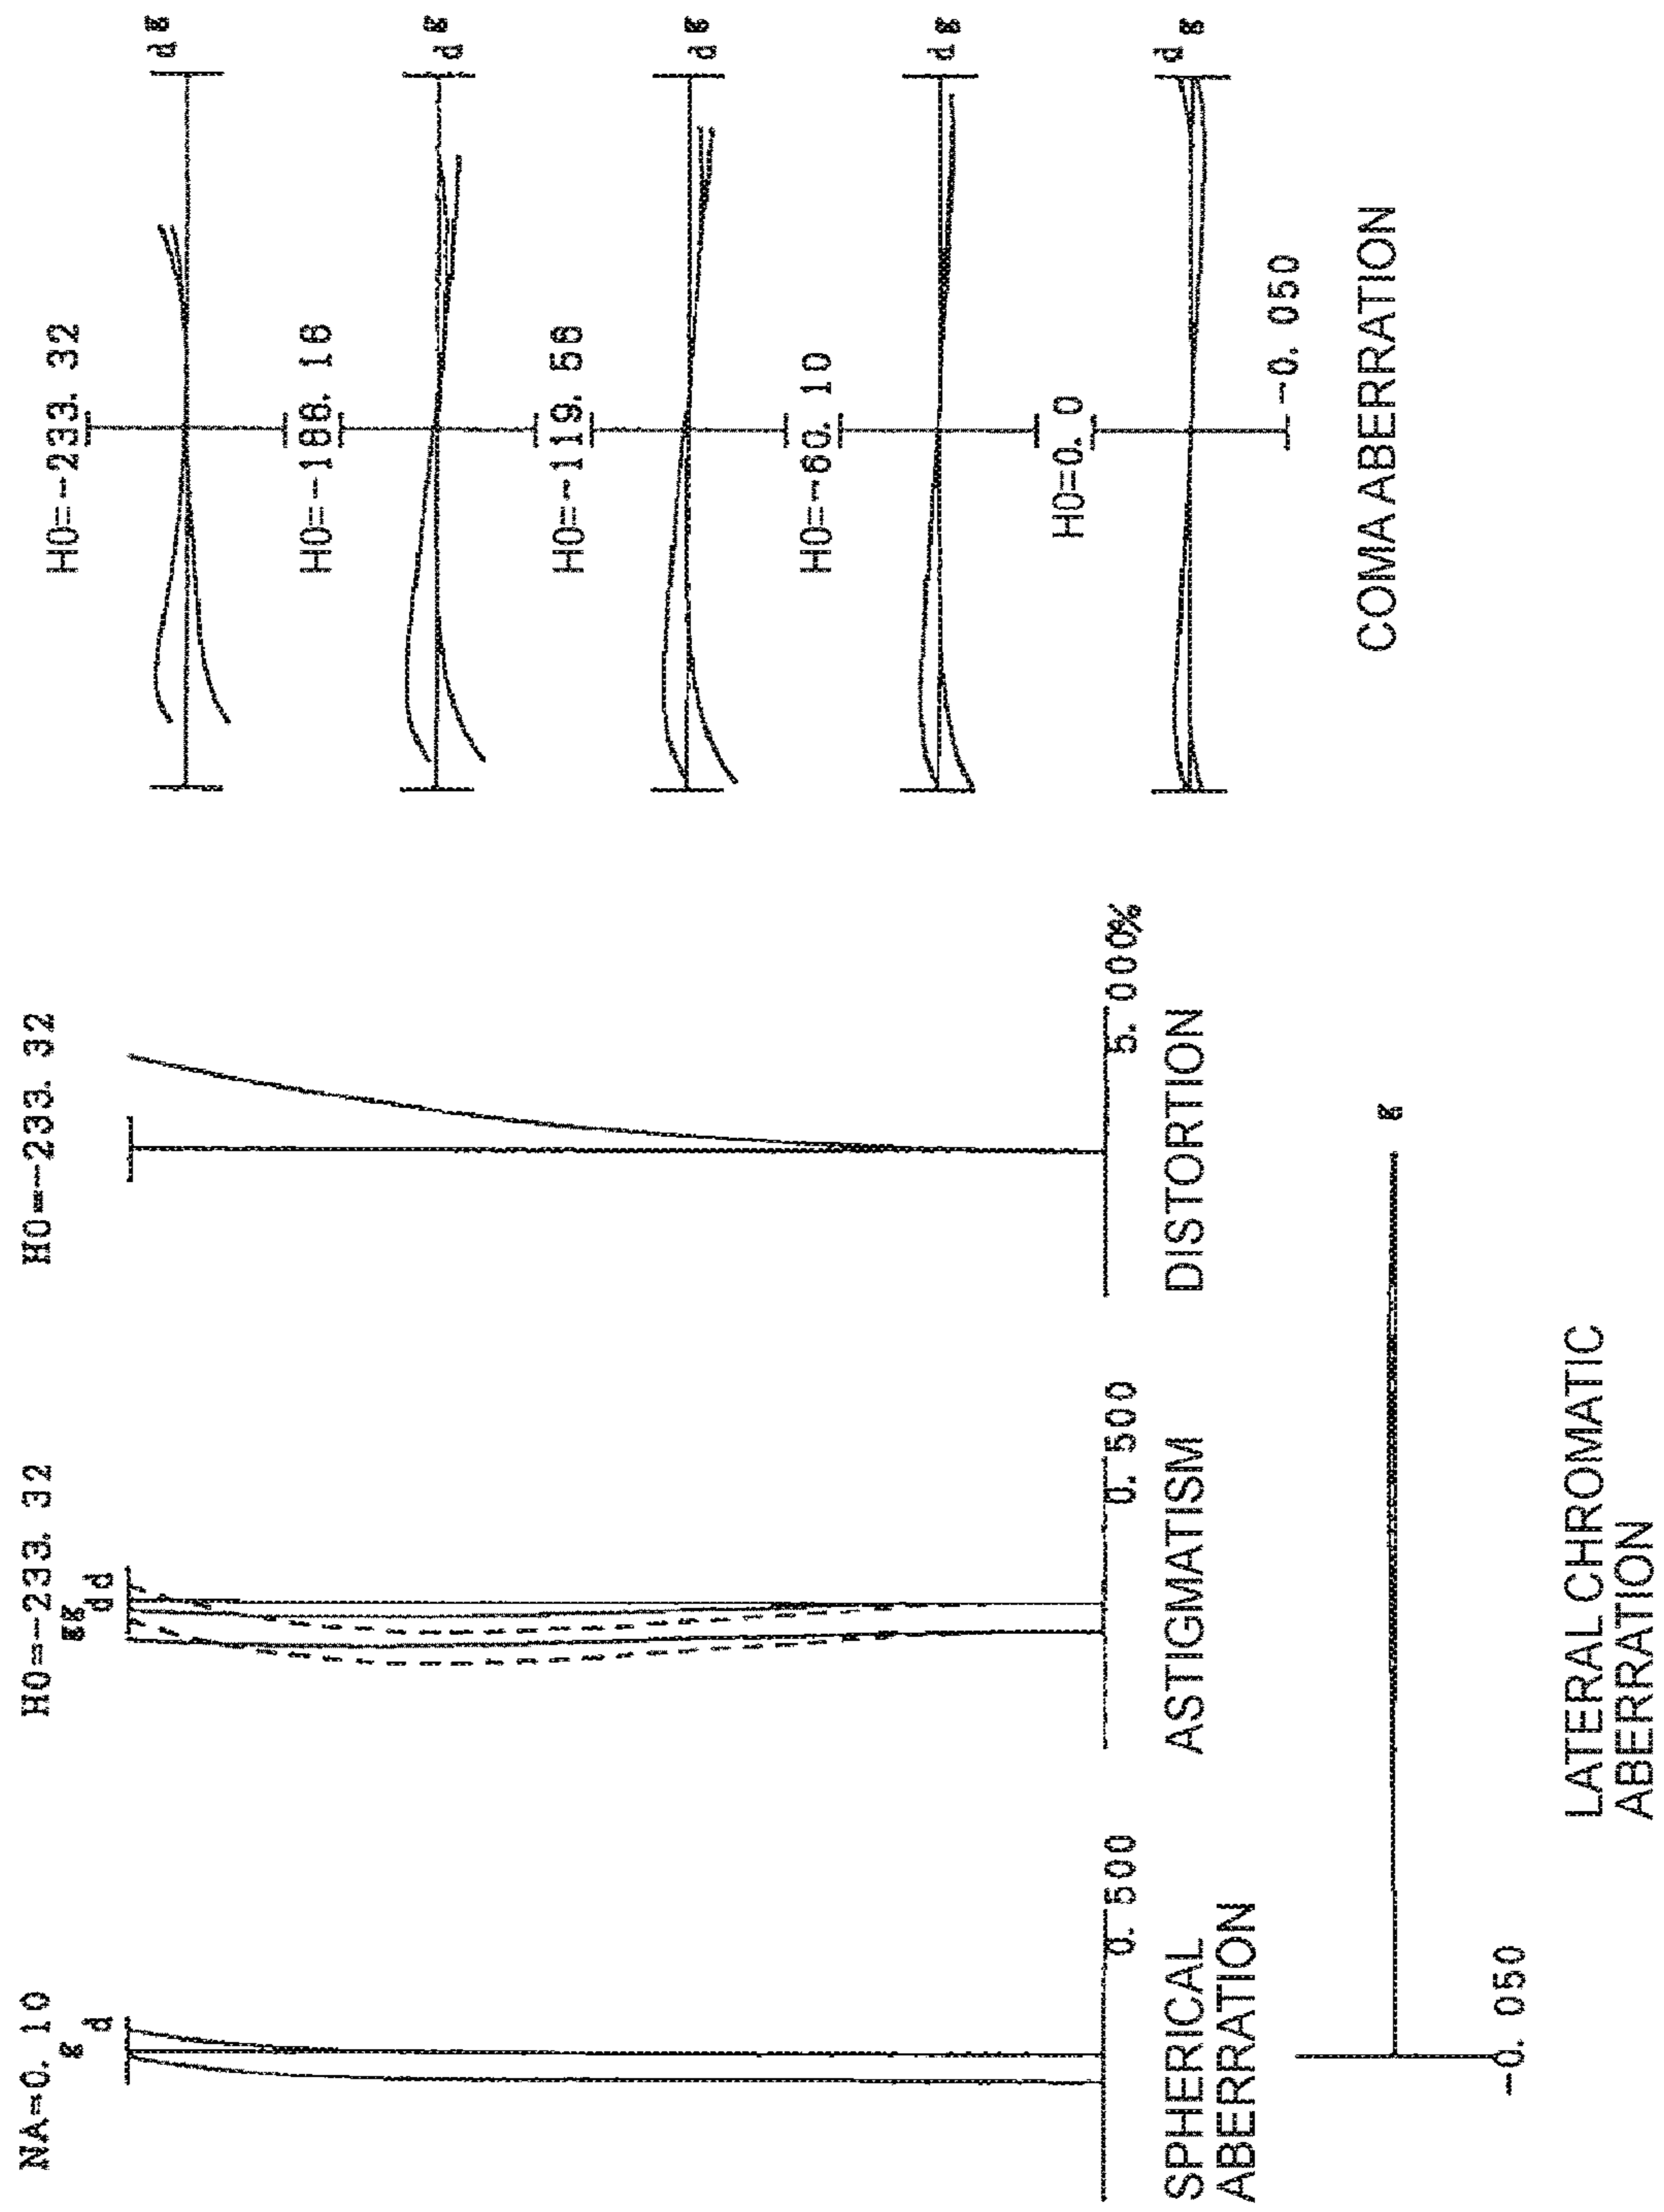 NA=0. 10
g
d
0. 500
SPHERICAL
ABERRATION
H0=-233. 32
g g
d d
0. 500
ASTIGMATISM
H0=-233. 32
5. 000%
DISTORTION
-0. 050
g
LATERAL CHROMATIC
ABERRATION
H0=-233. 32
d g
H0=-188. 16
d g
H0=-119. 56
d g
H0=-60. 10
d g
H0=0. 0
d g
-0. 050
COMA ABERRATION